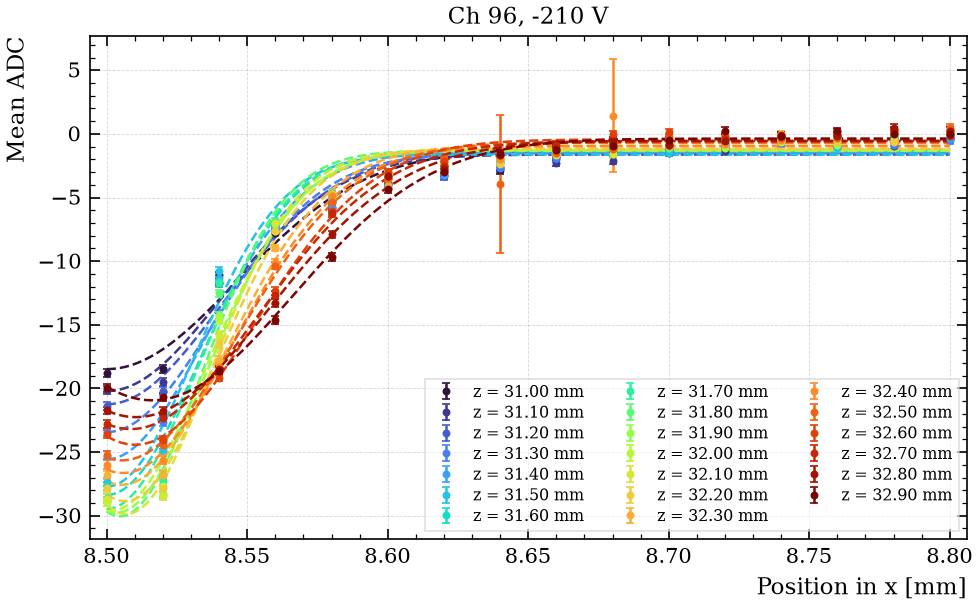 Ch 96, -210 V
Mean ADC
5
0
−5
−10
−15
−20
−25
−30
z = 31.00 mm
z = 31.10 mm
z = 31.20 mm
z = 31.30 mm
z = 31.40 mm
z = 31.50 mm
z = 31.60 mm
z = 31.70 mm
z = 31.80 mm
z = 31.90 mm
z = 32.00 mm
z = 32.10 mm
z = 32.20 mm
z = 32.30 mm
z = 32.40 mm
z = 32.50 mm
z = 32.60 mm
z = 32.70 mm
z = 32.80 mm
z = 32.90 mm
8.50 8.55 8.60 8.65 8.70 8.75 8.80
Position in x [mm]